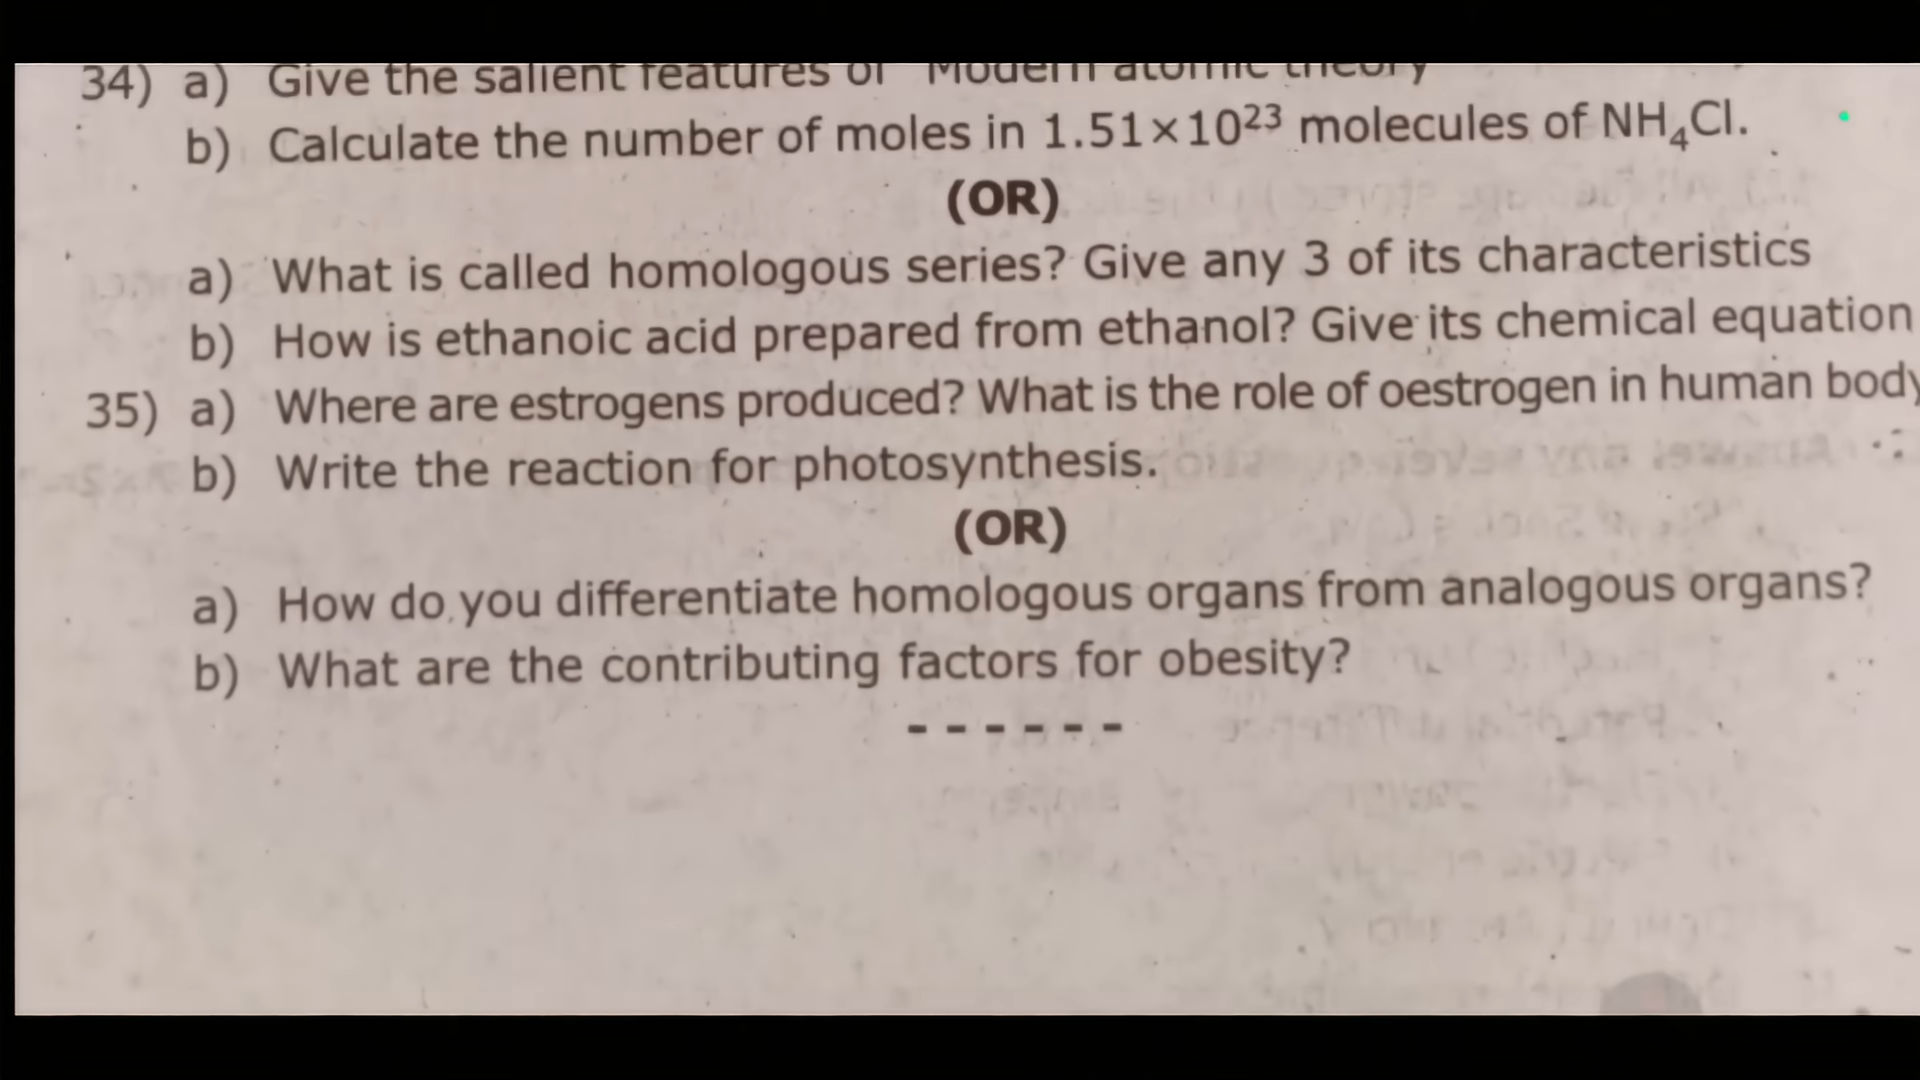 34) a) Give the salient features of "Modern atomic theory
b) Calculate the number of moles in 1.51×10²³ molecules of NH₄Cl.
(OR)
a) What is called homologous series? Give any 3 of its characteristics
b) How is ethanoic acid prepared from ethanol? Give its chemical equation
35) a) Where are estrogens produced? What is the role of oestrogen in human body
b) Write the reaction for photosynthesis.
(OR)
a) How do you differentiate homologous organs from analogous organs?
b) What are the contributing factors for obesity?
------